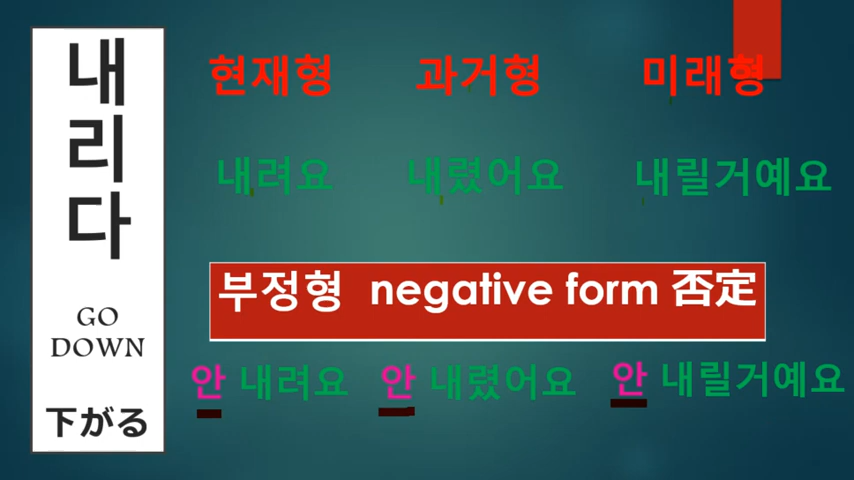 내리다
GO
DOWN
下がる
현재형 과거형 미래형
내려요 내렸어요 내릴거예요
부정형 negative form 否定
안 내려요 안 내렸어요 안 내릴거예요